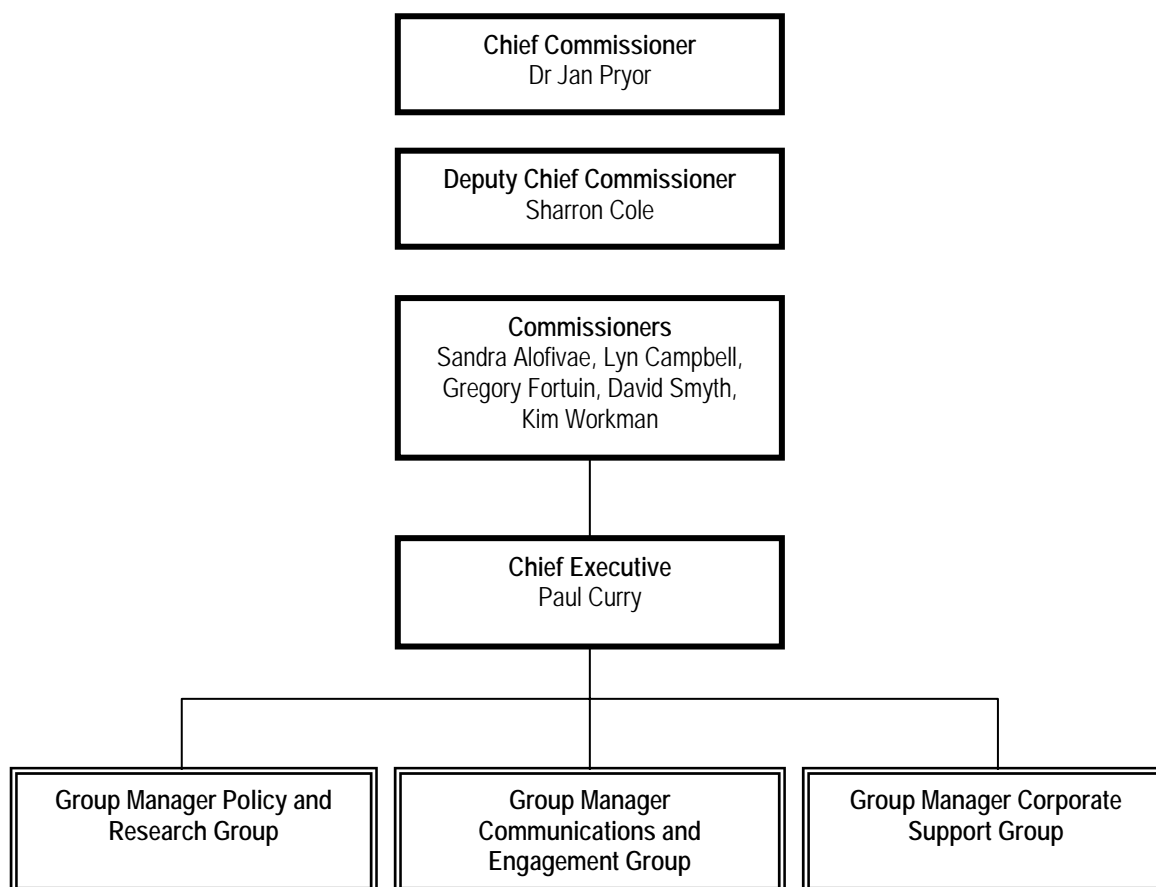 Chief Commissioner
Dr Jan Pryor
Deputy Chief Commissioner
Sharron Cole
Commissioners
Sandra Alofivae, Lyn Campbell,
Gregory Fortuin, David Smyth,
Kim Workman
Chief Executive
Paul Curry
Group Manager Policy and
Research Group
Group Manager
Communications and
Engagement Group
Group Manager Corporate
Support Group